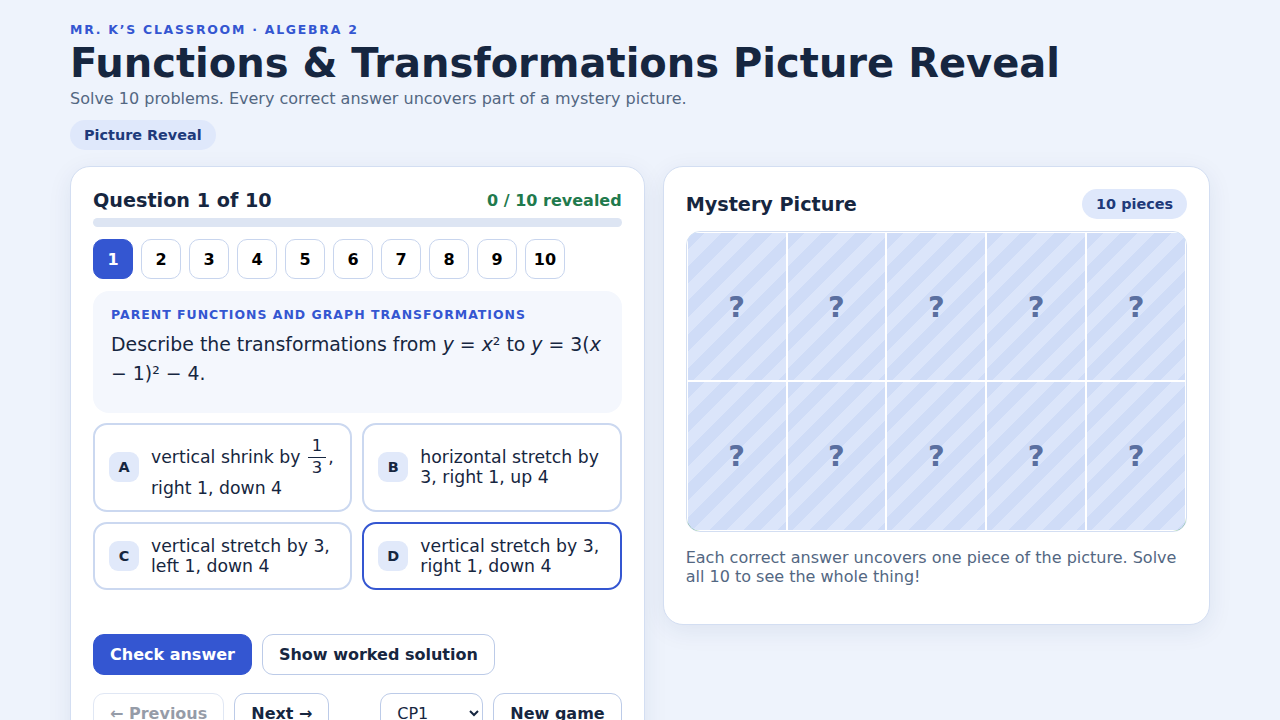 MR. K’S CLASSROOM · ALGEBRA 2
Functions & Transformations Picture Reveal
Solve 10 problems. Every correct answer uncovers part of a mystery picture.
Picture Reveal
Question 1 of 10
0 / 10 revealed
1 2 3 4 5 6 7 8 9 10
PARENT FUNCTIONS AND GRAPH TRANSFORMATIONS
Describe the transformations from y = x² to y = 3(x
− 1)² − 4.
A vertical shrink by 1/3,
right 1, down 4
B horizontal stretch by
3, right 1, up 4
C vertical stretch by 3,
left 1, down 4
D vertical stretch by 3,
right 1, down 4
Check answer
Show worked solution
← Previous
Next →
CP1
New game
Mystery Picture
10 pieces
? ? ? ? ?
? ? ? ? ?
Each correct answer uncovers one piece of the picture. Solve
all 10 to see the whole thing!